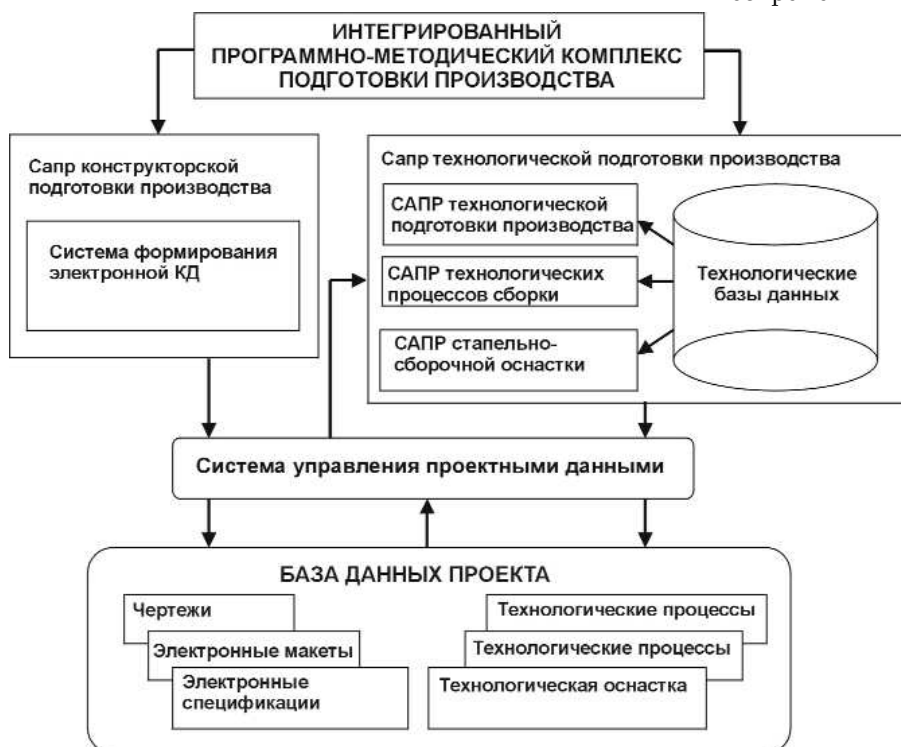 ИНТЕГРИРОВАННЫЙ
ПРОГРАММНО-МЕТОДИЧЕСКИЙ КОМПЛЕКС
ПОДГОТОВКИ ПРОИЗВОДСТВА
Сапр конструкторской
подготовки производства
Система формирования
электронной КД
Сапр технологической подготовки производства
САПР технологической
подготовки производства
САПР технологических
процессов сборки
САПР стапельно-
сборочной оснастки
Технологические
базы данных
Система управления проектными данными
БАЗА ДАННЫХ ПРОЕКТА
Чертежи
Электронные макеты
Электронные
спецификации
Технологические процессы
Технологические процессы
Технологическая оснастка